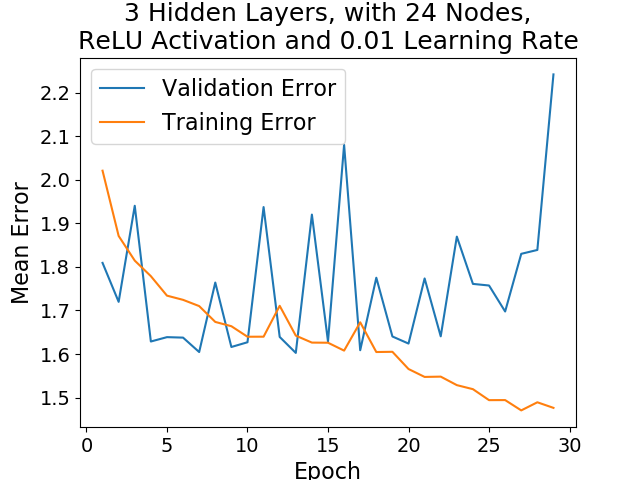 3 Hidden Layers, with 24 Nodes,
ReLU Activation and 0.01 Learning Rate
Validation Error
Training Error
Mean Error
2.2
2.1
2.0
1.9
1.8
1.7
1.6
1.5
0 5 10 15 20 25 30
Epoch